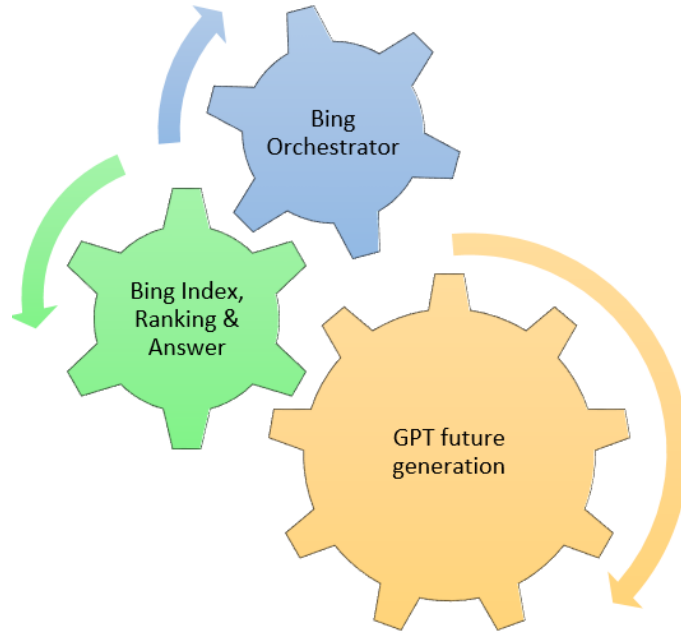 Bing
Orchestrator
Bing Index,
Ranking &
Answer
GPT future
generation